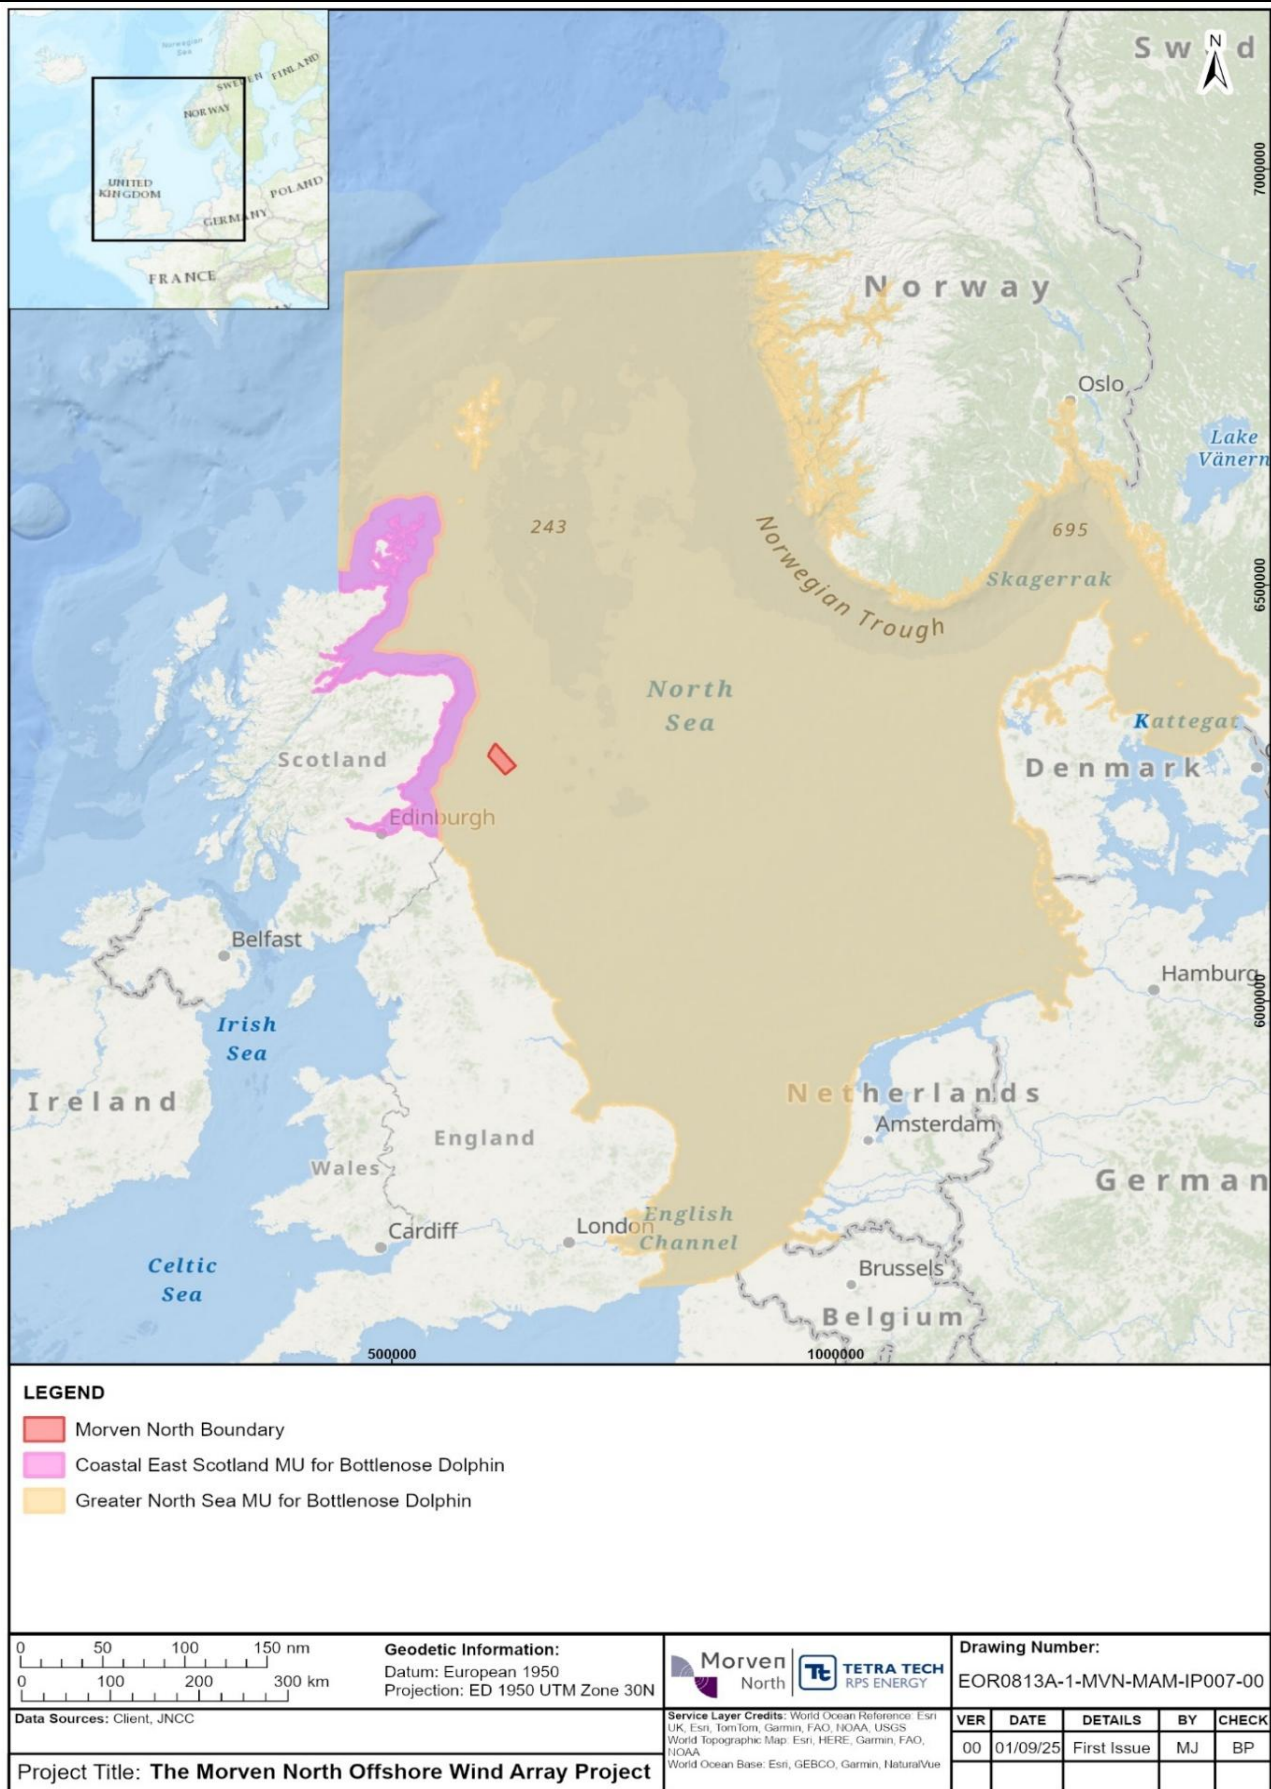 Norwegian
Sea
SWEDEN
FINLAND
NORWAY
UNITED
KINGDOM
POLAND
GERMANY
FRANCE
N
Sw d
7000000
Norway
Oslo
Lake
Vänern
243
695
Norwegian Trough
Skagerrak
6500000
North
Sea
Kattegat
Scotland
Denmark
Edinburgh
Belfast
Hamburg
6000000
Irish
Sea
Ireland
Netherlands
Amsterdam
England
Wales
German
English
Channel
London
Cardiff
Celtic
Sea
Brussels
Belgium
500000
1000000
LEGEND
Morven North Boundary
Coastal East Scotland MU for Bottlenose Dolphin
Greater North Sea MU for Bottlenose Dolphin
0 50 100 150 nm
0 100 200 300 km
Geodetic Information:
Datum: European 1950
Projection: ED 1950 UTM Zone 30N
Morven
North
Tt
TETRA TECH
RPS ENERGY
Drawing Number:
EOR0813A-1-MVN-MAM-IP007-00
Data Sources: Client, JNCC
Service Layer Credits: World Ocean Reference: Esri
UK, Esri, TomTom, Garmin, FAO, NOAA, USGS
World Topographic Map: Esri, HERE, Garmin, FAO,
NOAA
World Ocean Base: Esri, GEBCO, Garmin, NaturalVue
VER DATE DETAILS BY CHECK
00 01/09/25 First Issue MJ BP
Project Title: The Morven North Offshore Wind Array Project